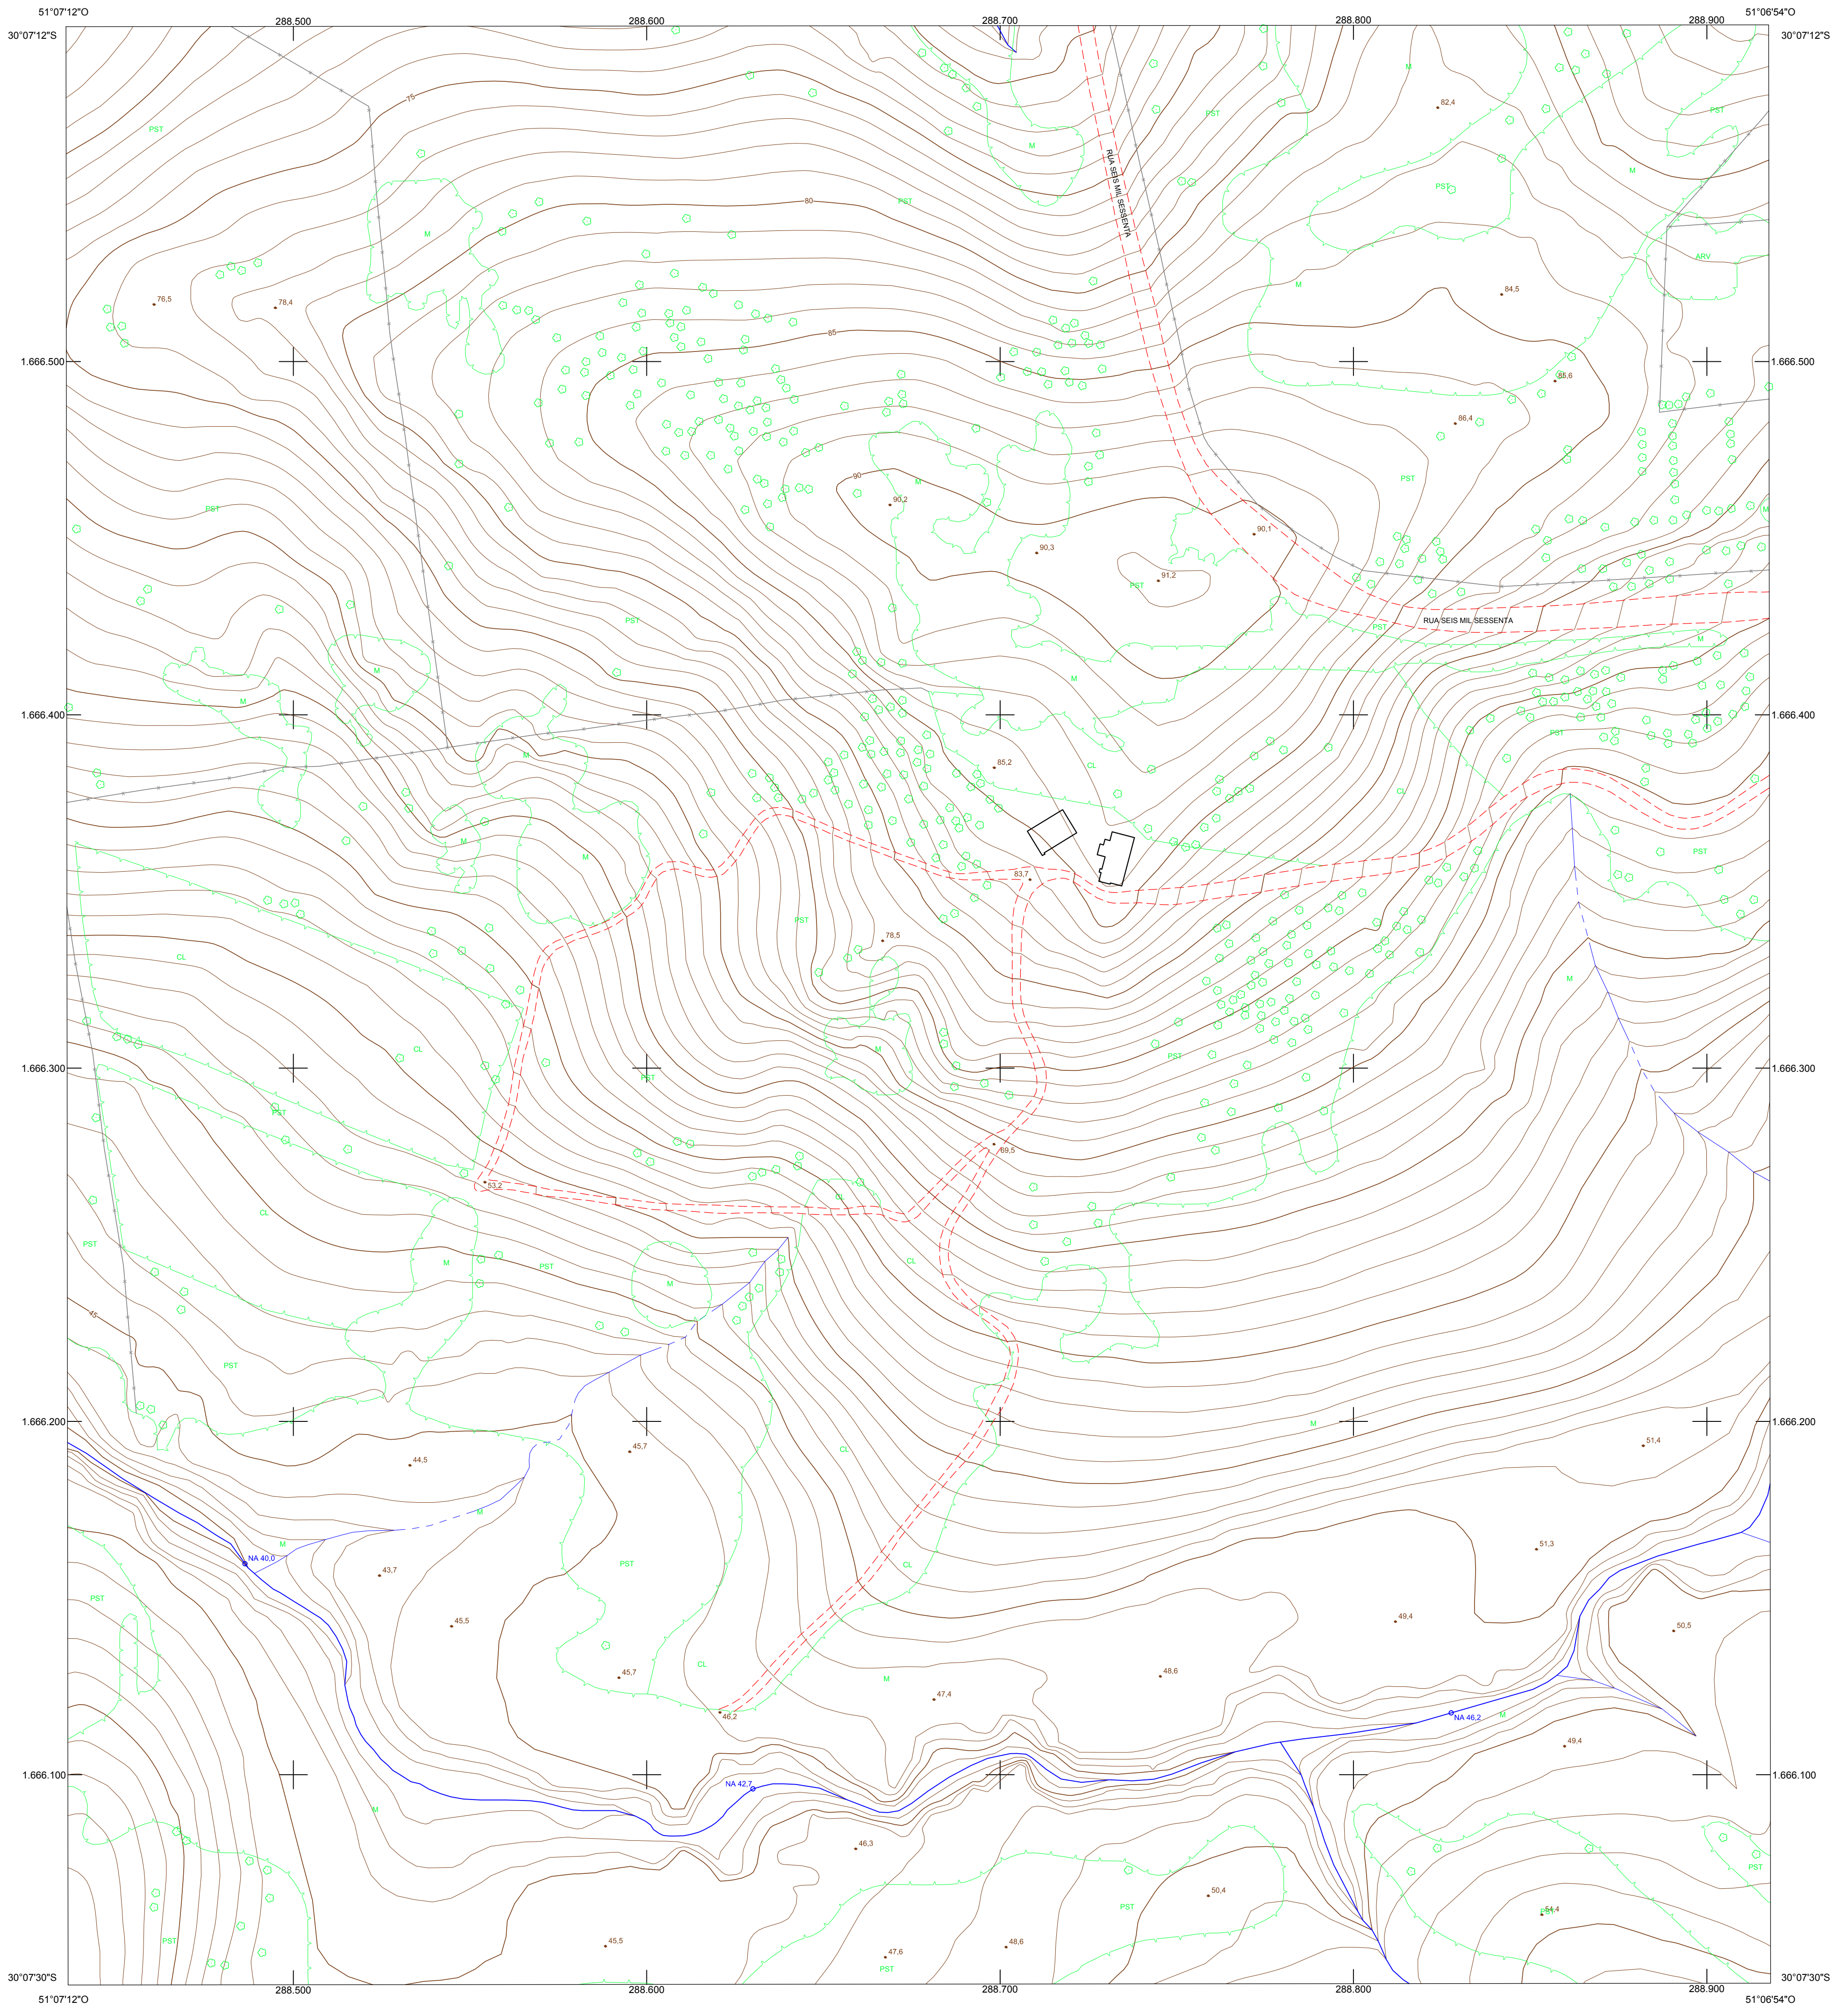 51°07'12"O
288.500
288.600
288.700
288.800
288.900
51°06'54"O
30°07'12"S
30°07'12"S
M
75
82,4
PST
PST
PST
M
RUA SEIS MIL SESSENTA
M
PST
80
PST
M
ARV
M
76,5
78,4
84,5
85
1.666.500
1.666.500
85,6
86,4
90
M
PST
90,2
PST
M
90,1
90,3
91,2
PST
PST
RUA SEIS MIL SESSENTA
PST
M
M
M
M
1.666.400
1.666.400
PST
M
85,2
CL
CL
M
M
PST
83,7
PST
78,5
CL
M
CL
M
PST
1.666.300
1.666.300
PST
PST
69,5
53,2
CL
CL
PST
M
PST
CL
M
45
PST
1.666.200
M
1.666.200
45,7
CL
51,4
44,5
M
M
51,3
NA 40,0
PST
CL
43,7
PST
49,4
45,5
50,5
CL
45,7
M
48,6
47,4
46,2
NA 46,2
M
49,4
1.666.100
1.666.100
NA 42,7
M
46,3
PST
50,4
PST
54,4
PST
PST
45,5
48,6
47,6
PST
30°07'30"S
30°07'30"S
288.500
288.600
288.700
288.800
288.900
51°07'12"O
51°06'54"O